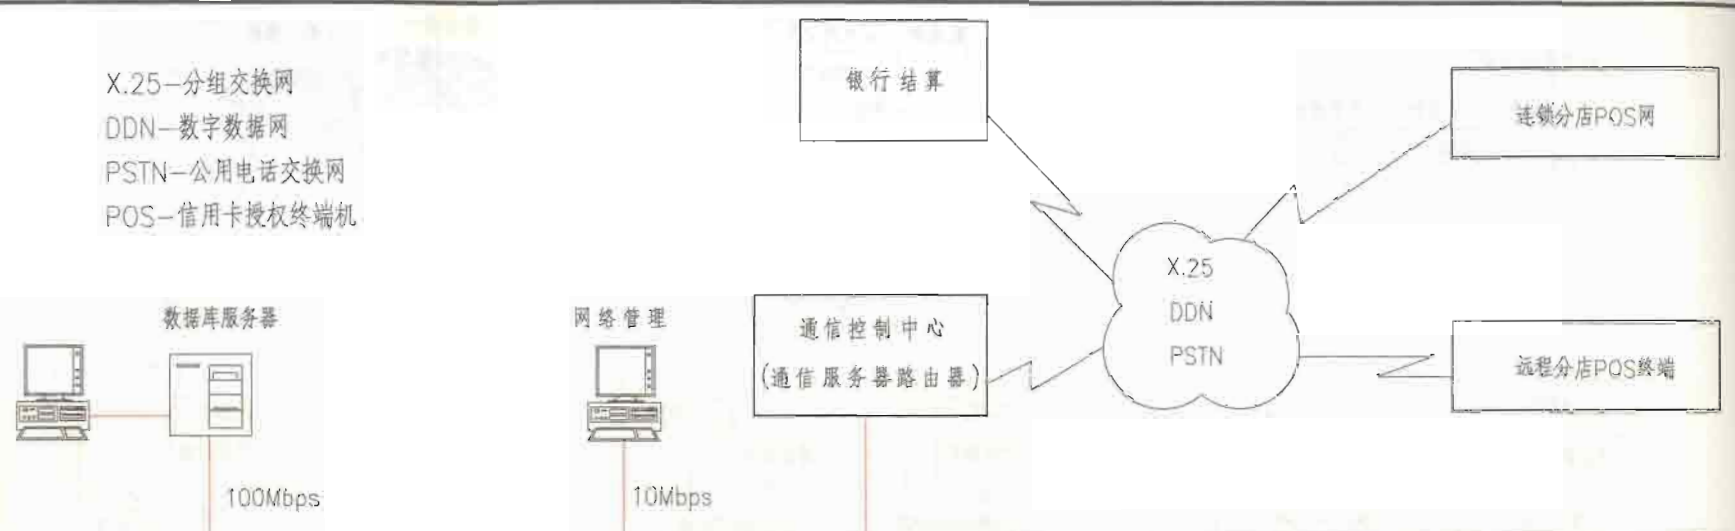 X.25—分组交换网
DDN—数字数据网
PSTN—公用电话交换网
POS—信用卡授权终端机
银行结算
连锁分店POS网
X.25
DDN
PSTN
数据库服务器
网络管理
通信控制中心
(通信服务器路由器)
远程分店POS终端
100Mbps
10Mbps